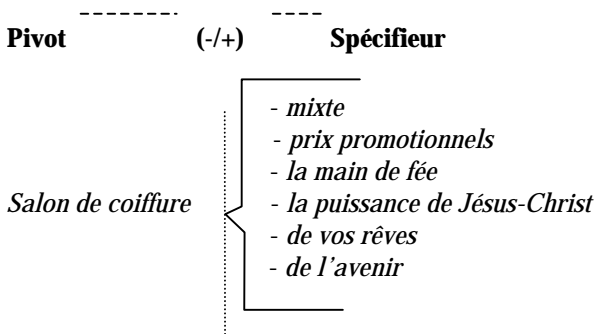 Pivot (-/+) Spécifieur
- mixte
- prix promotionnels
- la main de fée
Salon de coiffure - la puissance de Jésus-Christ
- de vos rêves
- de l'avenir